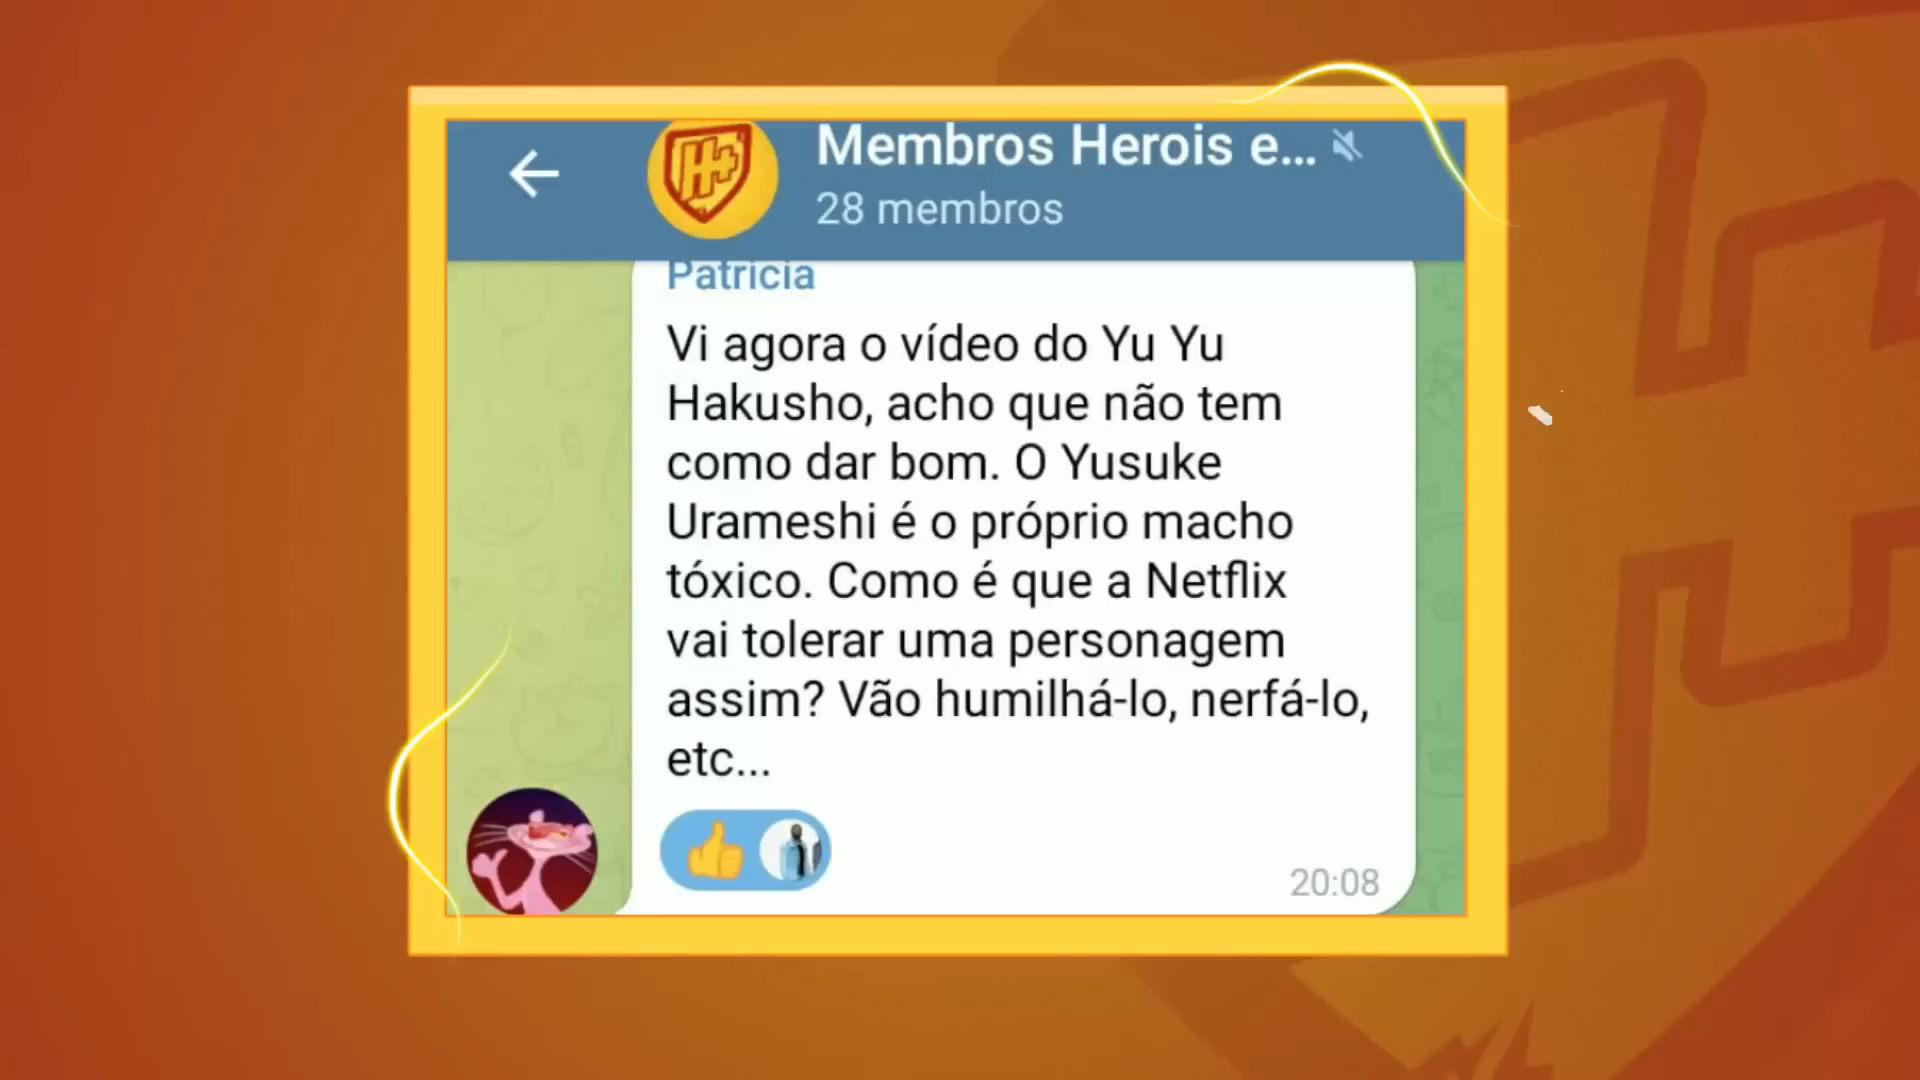 Membros Herois e...
28 membros
Patricia
Vi agora o vídeo do Yu Yu
Hakusho, acho que não tem
como dar bom. O Yusuke
Urameshi é o próprio macho
tóxico. Como é que a Netflix
vai tolerar uma personagem
assim? Vão humilhá-lo, nerfá-lo,
etc...
20:08
H+